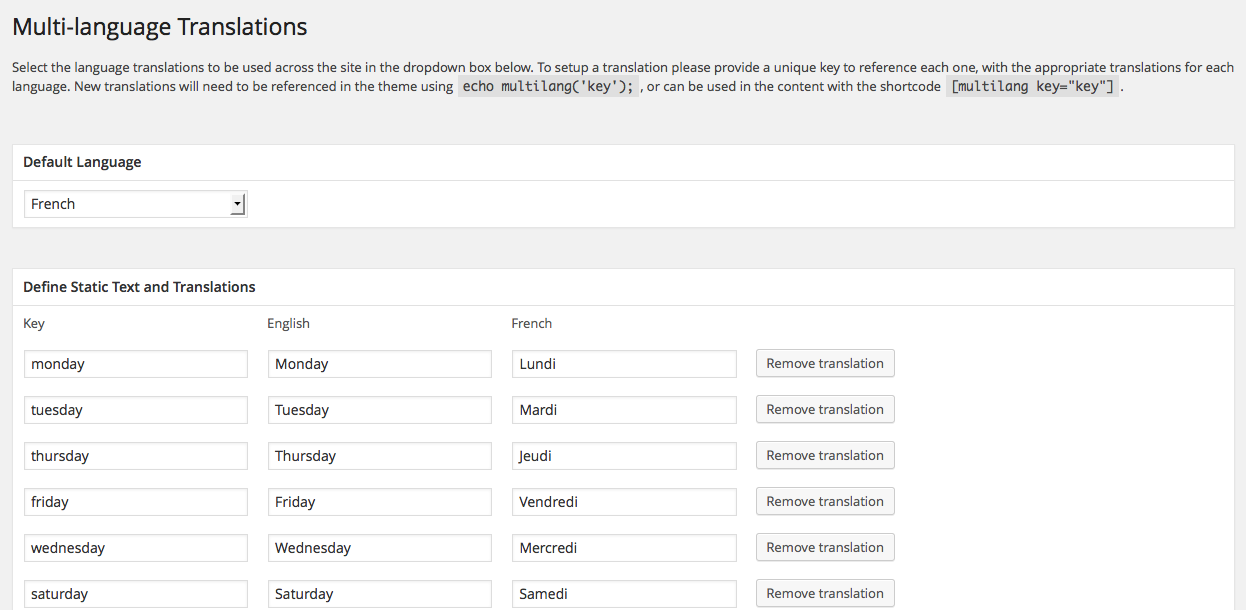 Multi-language Translations
Select the language translations to be used across the site in the dropdown box below. To setup a translation please provide a unique key to reference each one, with the appropriate translations for each
language. New translations will need to be referenced in the theme using echo multilang('key'); , or can be used in the content with the shortcode [multilang key="key"] .
Default Language
French
Define Static Text and Translations
Key English French
monday Monday Lundi Remove translation
tuesday Tuesday Mardi Remove translation
thursday Thursday Jeudi Remove translation
friday Friday Vendredi Remove translation
wednesday Wednesday Mercredi Remove translation
saturday Saturday Samedi Remove translation